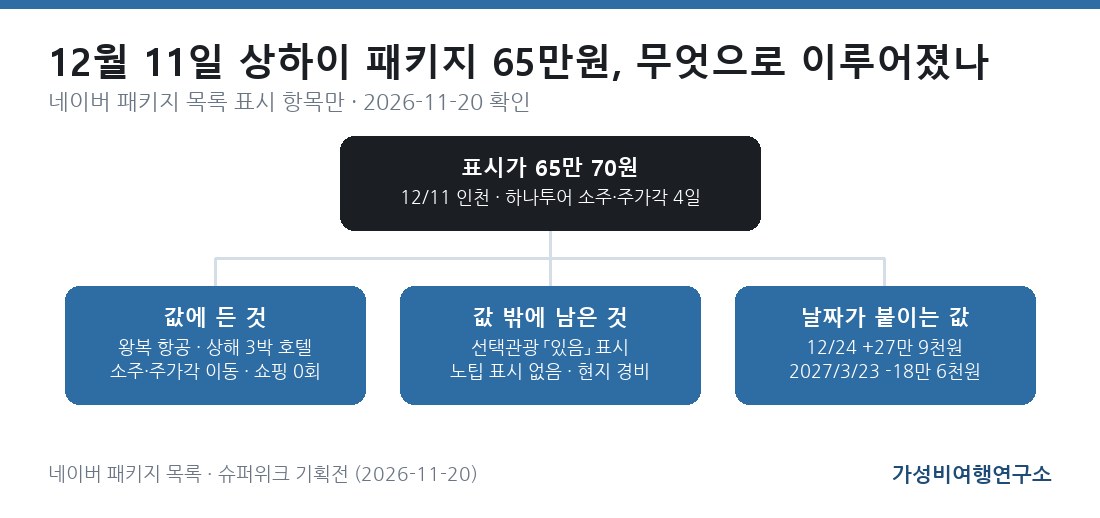 12월 11일 상하이 패키지 65만원, 무엇으로 이루어졌나
네이버 패키지 목록 표시 항목만 · 2026-11-20 확인
표시가 65만 70원
12/11 인천 · 하나투어 소주·주가각 4일
값에 든 것
왕복 항공 · 상해 3박 호텔
소주·주가각 이동 · 쇼핑 0회
값 밖에 남은 것
선택관광 「있음」 표시
노팁 표시 없음 · 현지 경비
날짜가 붙이는 값
12/24 +27만 9천원
2027/3/23 -18만 6천원
네이버 패키지 목록 · 슈퍼위크 기획전 (2026-11-20)
가성비여행연구소